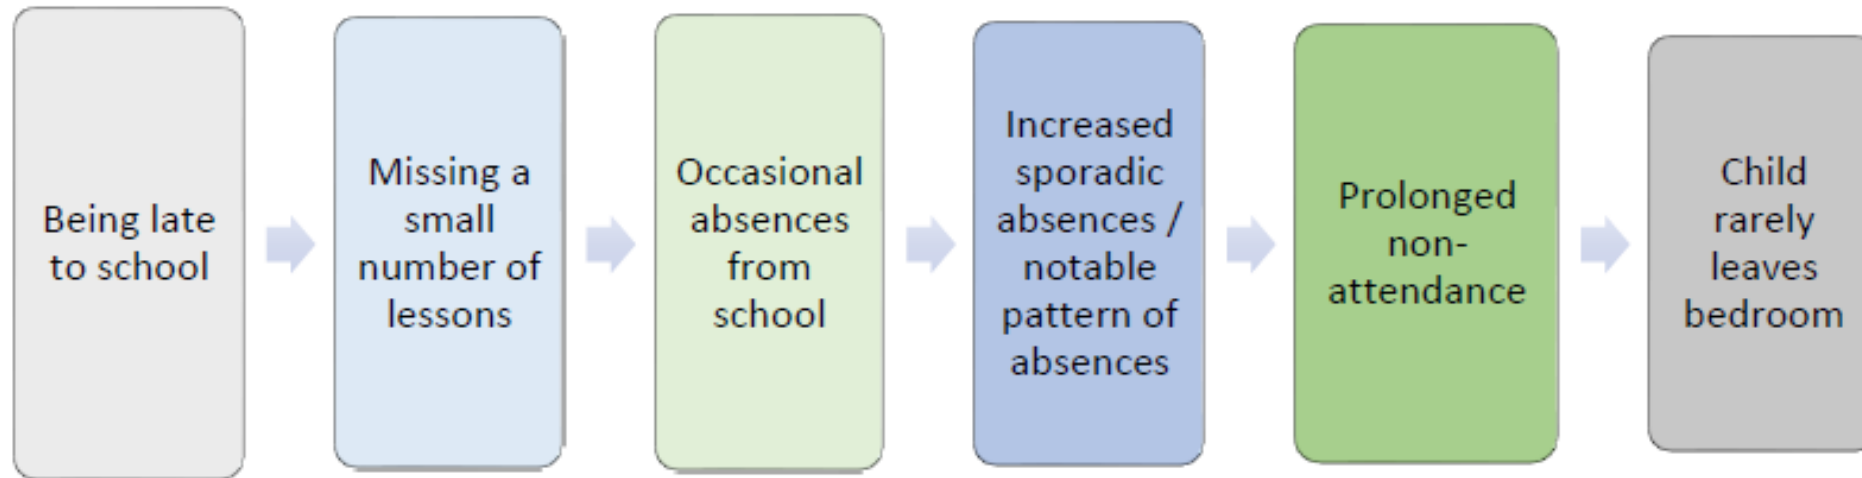 Being late
to school
Missing a
small
number of
lessons
Occasional
absences
from
school
Increased
sporadic
absences /
notable
pattern of
absences
Prolonged
non-
attendance
Child
rarely
leaves
bedroom